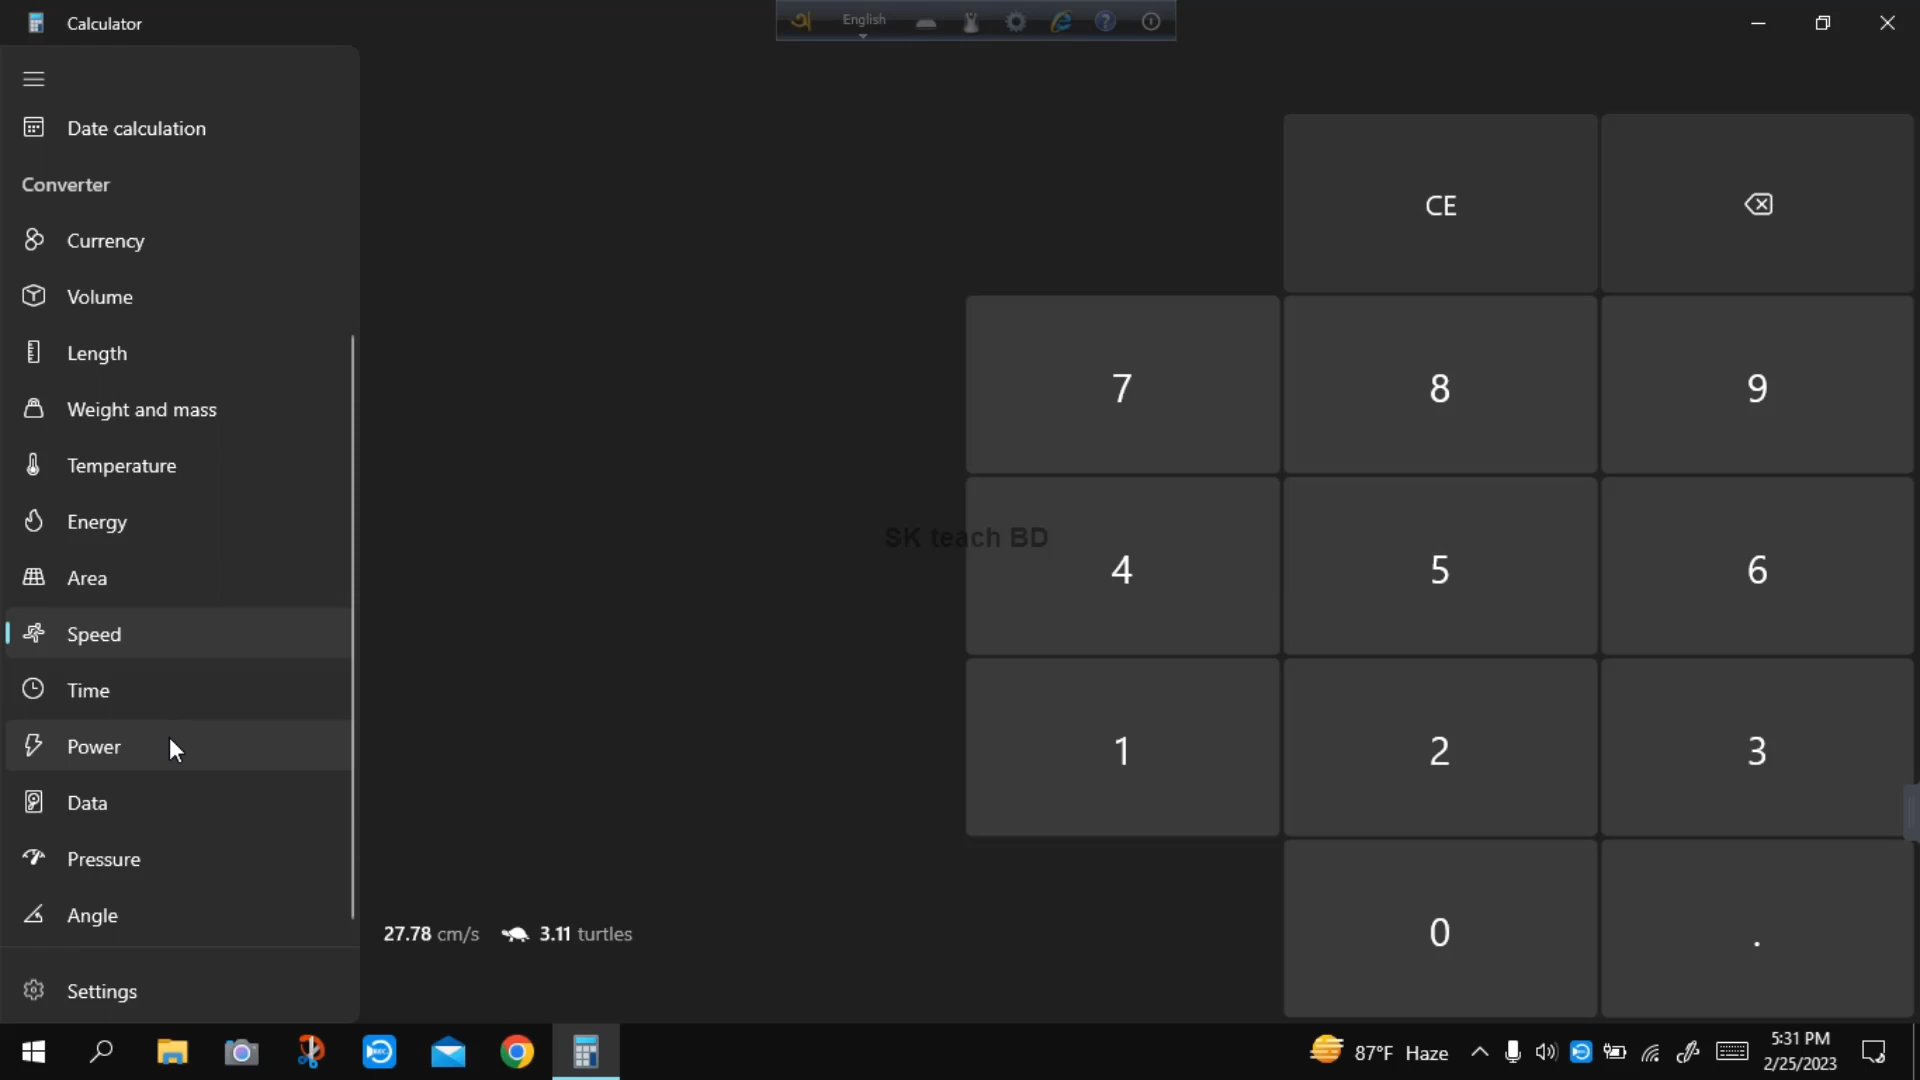 Calculator
অ
English
Date calculation
Converter
Currency
Volume
Length
Weight and mass
Temperature
Energy
Area
Speed
Time
Power
Data
Pressure
Angle
Settings
CE
7 8 9
4 5 6
1 2 3
0 .
SK teach BD
27.78 cm/s 3.11 turtles
REC
87°F Haze
5:31 PM
2/25/2023